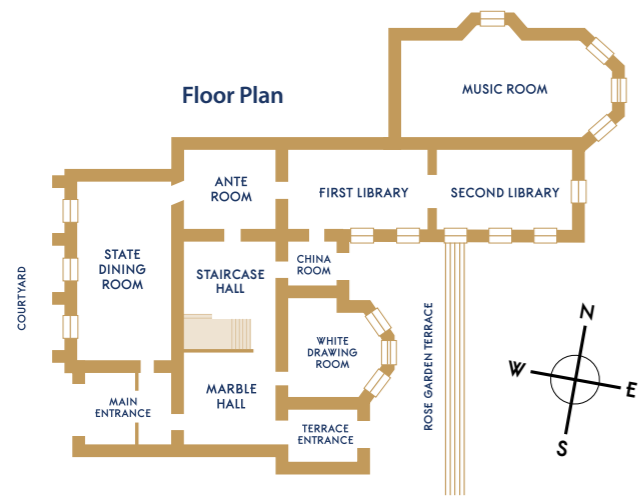 Floor Plan
MUSIC ROOM
ANTE
ROOM
FIRST LIBRARY
SECOND LIBRARY
STATE
DINING
ROOM
STAIRCASE
HALL
CHINA
ROOM
COURTYARD
WHITE
DRAWING
ROOM
ROSE GARDEN TERRACE
MARBLE
HALL
MAIN
ENTRANCE
TERRACE
ENTRANCE
N
W
E
S